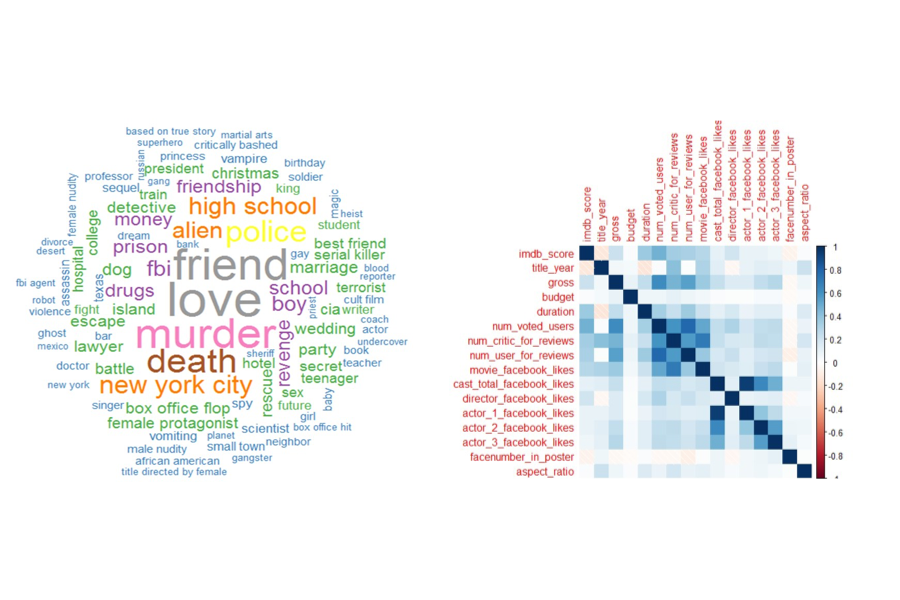 based on true story
martial arts
superhero
critically bashed
russian
princess
vampire
birthday
president
christmas
soldier
professor
gang
sequel
friendship
king
female nudity
train
magic
detective
high school
heist
student
money
college
alien
police
divorce
dream
bank
best friend
desert
prison
friend
gay
serial killer
hospital
assassin
dog
fbi
marriage
blood
reporter
fbi agent
texas
drugs
love
school
terrorist
robot
boy
priest
cult film
violence
fight
island
cia
writer
escape
murder
coach
ghost
bar
revenge
wedding
actor
mexico
lawyer
undercover
death
sheriff
party
book
doctor
battle
hotel
secret
teacher
new york
new york city
rescue
teenager
sex
baby
singer
box office flop
spy
future
girl
female protagonist
scientist
box office hit
vomiting
planet
small town
neighbor
male nudity
african american
gangster
title directed by female
imdb_score
title_year
gross
budget
duration
num_voted_users
num_critic_for_reviews
num_user_for_reviews
movie_facebook_likes
cast_total_facebook_likes
director_facebook_likes
actor_1_facebook_likes
actor_2_facebook_likes
actor_3_facebook_likes
facenumber_in_poster
aspect_ratio
imdb_score
title_year
gross
budget
duration
num_voted_users
num_critic_for_reviews
num_user_for_reviews
movie_facebook_likes
cast_total_facebook_likes
director_facebook_likes
actor_1_facebook_likes
actor_2_facebook_likes
actor_3_facebook_likes
facenumber_in_poster
aspect_ratio
1
0.8
0.6
0.4
0.2
0
-0.2
-0.4
-0.6
-0.8